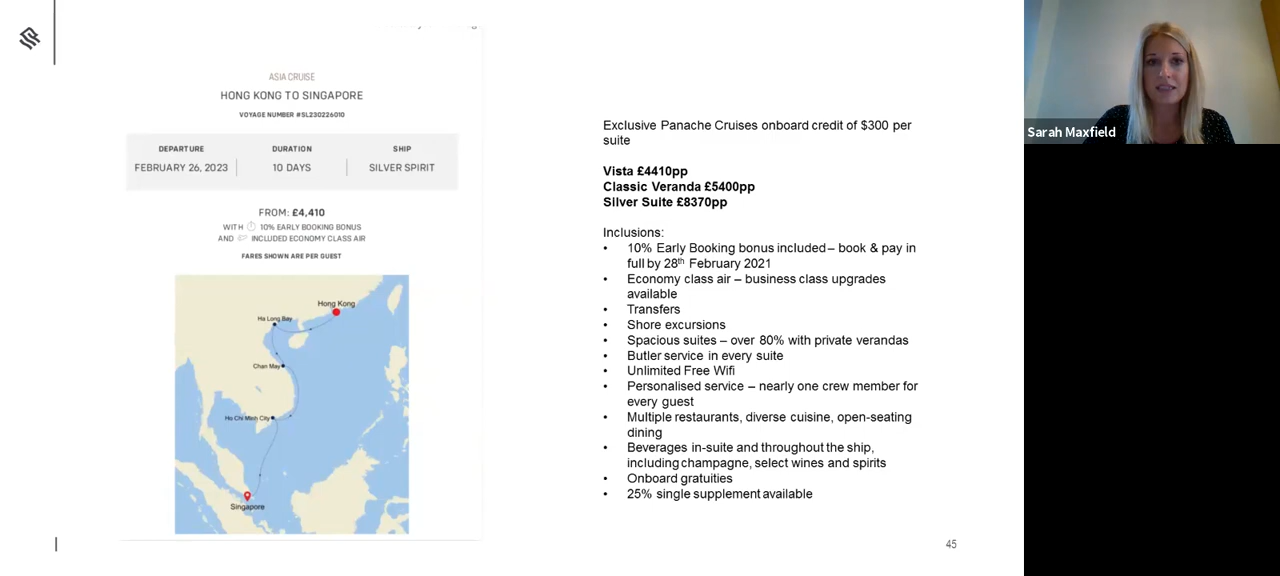 ASIA CRUISE
HONG KONG TO SINGAPORE
VOYAGE NUMBER #SL230226010
DEPARTURE
FEBRUARY 26, 2023
DURATION
10 DAYS
SHIP
SILVER SPIRIT
FROM: £4,410
WITH 10% EARLY BOOKING BONUS
AND INCLUDED ECONOMY CLASS AIR
FARES SHOWN ARE PER GUEST
Hong Kong
Ha Long Bay
Chan May
Ho Chi Minh City
Singapore
Exclusive Panache Cruises onboard credit of $300 per
suite
Vista £4410pp
Classic Veranda £5400pp
Silver Suite £8370pp
Inclusions:
• 10% Early Booking bonus included – book & pay in
full by 28th February 2021
• Economy class air – business class upgrades
available
• Transfers
• Shore excursions
• Spacious suites – over 80% with private verandas
• Butler service in every suite
• Unlimited Free Wifi
• Personalised service – nearly one crew member for
every guest
• Multiple restaurants, diverse cuisine, open-seating
dining
• Beverages in-suite and throughout the ship,
including champagne, select wines and spirits
• Onboard gratuities
• 25% single supplement available
45
Sarah Maxfield